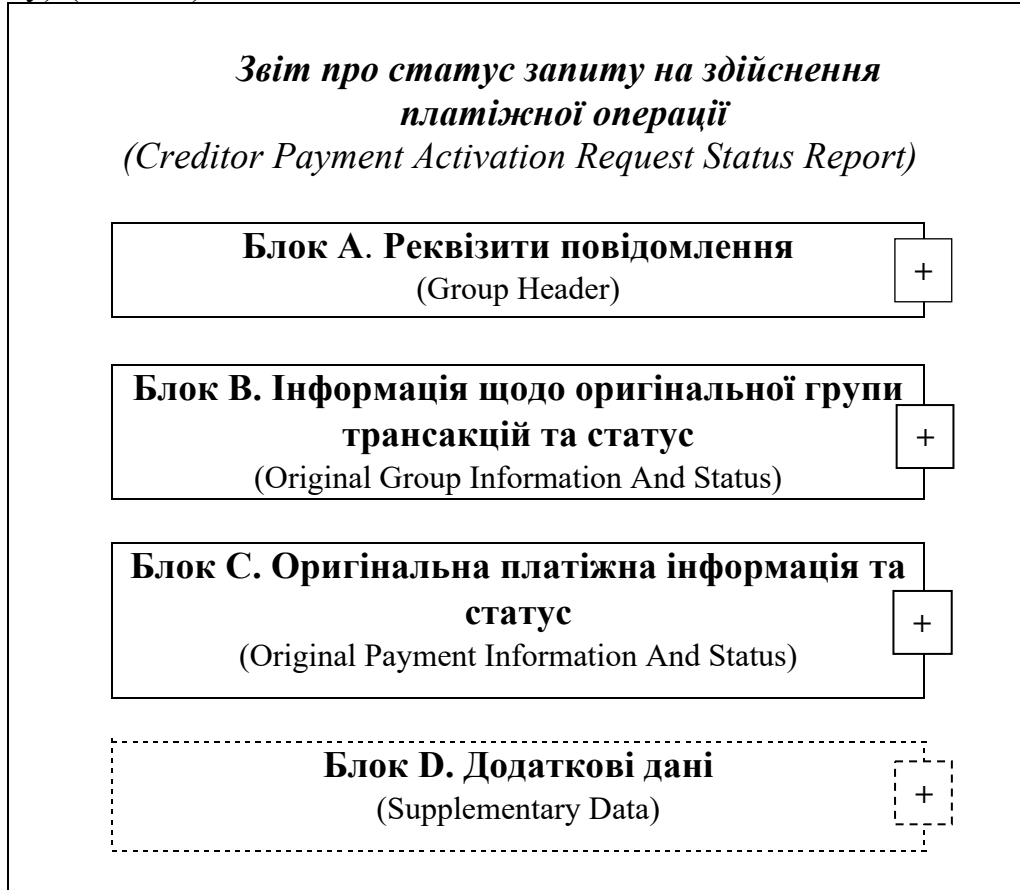 Звіт про статус запиту на здійснення
платіжної операції
(Creditor Payment Activation Request Status Report)
Блок A. Реквізити повідомлення
(Group Header)
+
Блок B. Інформація щодо оригінальної групи
трансакцій та статус
(Original Group Information And Status)
+
Блок C. Оригінальна платіжна інформація та
статус
(Original Payment Information And Status)
+
Блок D. Додаткові дані
(Supplementary Data)
+